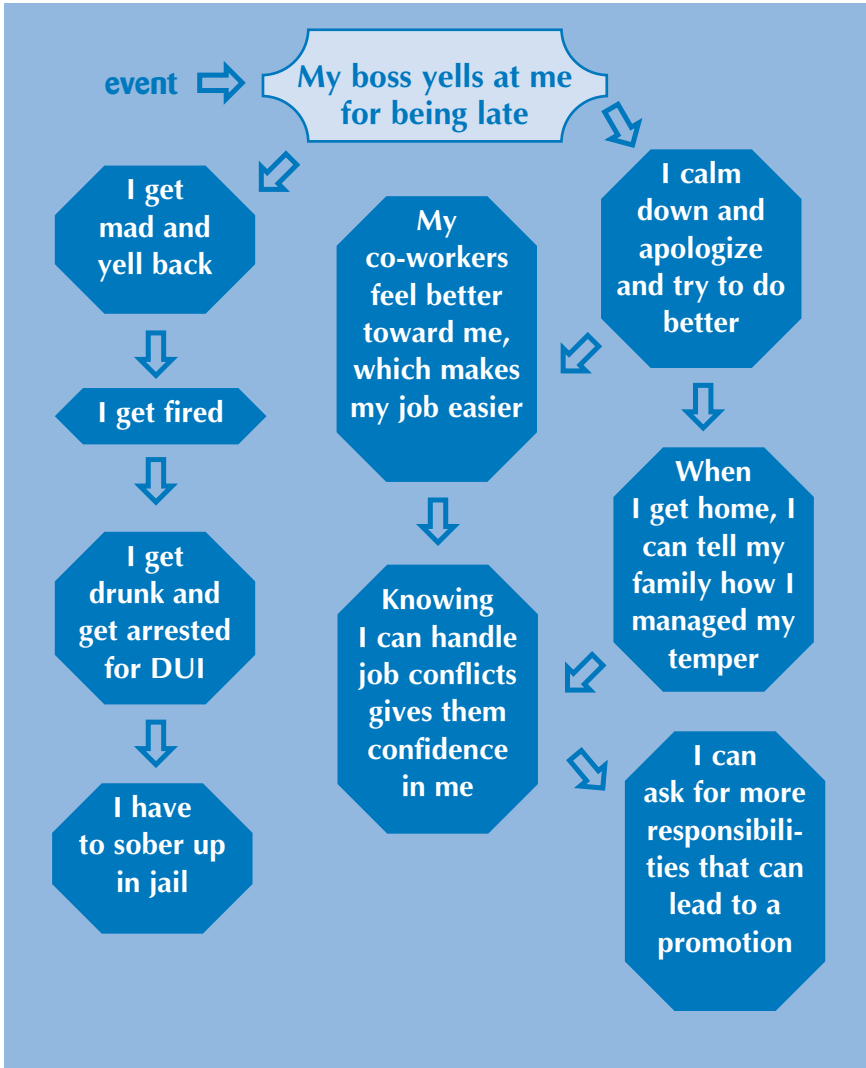 event
My boss yells at me
for being late
I get
mad and
yell back
I get fired
I get
drunk and
get arrested
for DUI
I have
to sober up
in jail
I calm
down and
apologize
and try to do
better
My
co-workers
feel better
toward me,
which makes
my job easier
When
I get home, I
can tell my
family how I
managed my
temper
Knowing
I can handle
job conflicts
gives them
confidence
in me
I can
ask for more
responsibili-
ties that can
lead to a
promotion